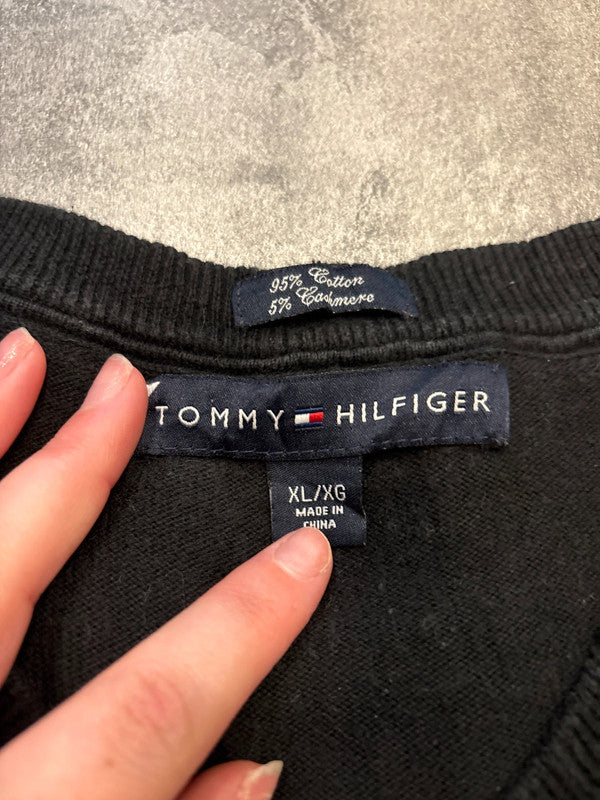 95% Cotton
5% Cashmere
TOMMY HILFIGER
XL/XG
MADE IN
CHINA